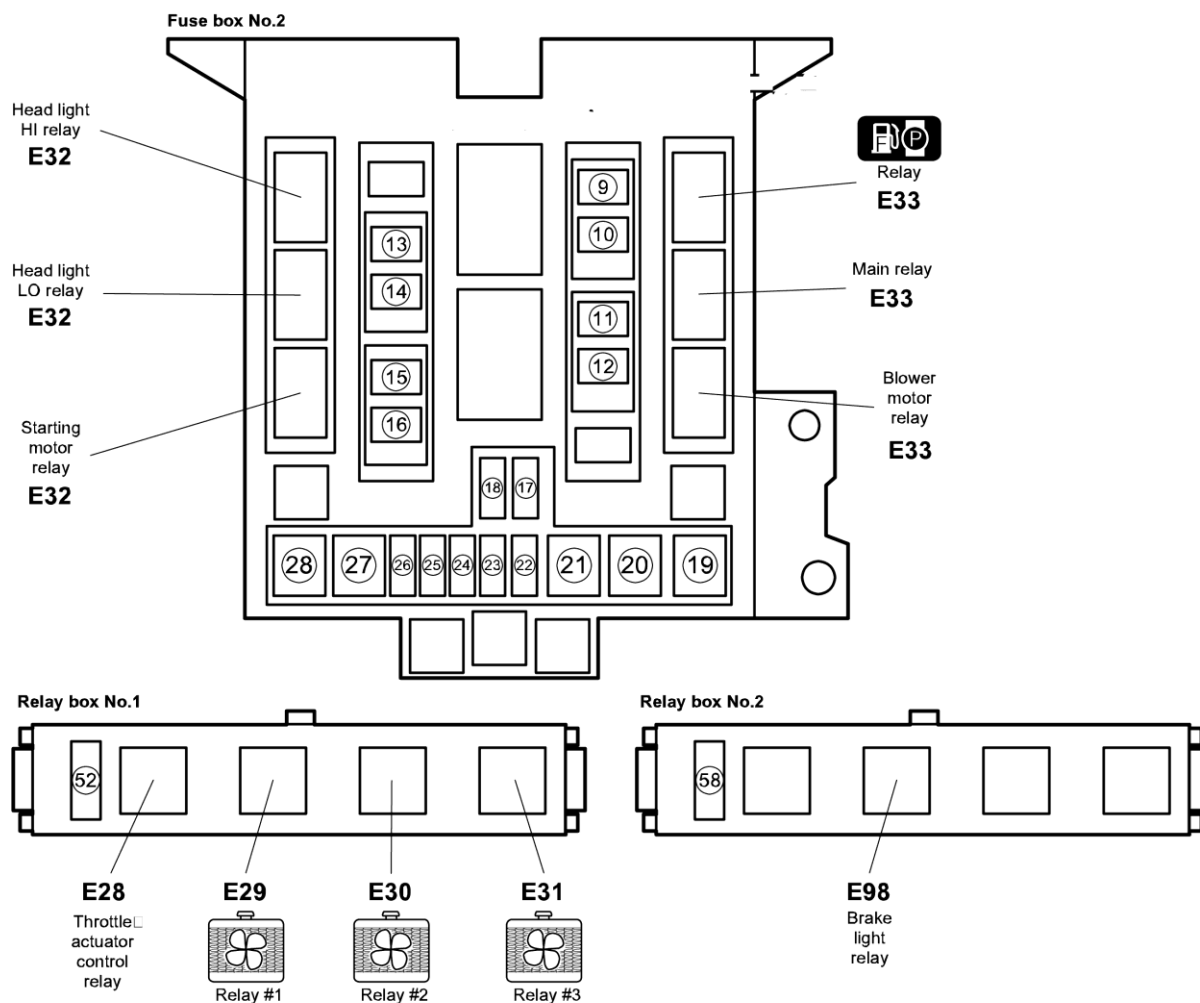 Fuse box No.2
Head light
HI relay
E32
Head light
LO relay
E32
Starting
motor
relay
E32
P
Relay
E33
Main relay
E33
Blower
motor
relay
E33
9
10
13
14
11
12
15
16
18
17
28
27
26
25
24
23
22
21
20
19
Relay box No.1
52
E28
Throttle□
actuator
control
relay
E29
Relay #1
E30
Relay #2
E31
Relay #3
Relay box No.2
58
E98
Brake
light
relay